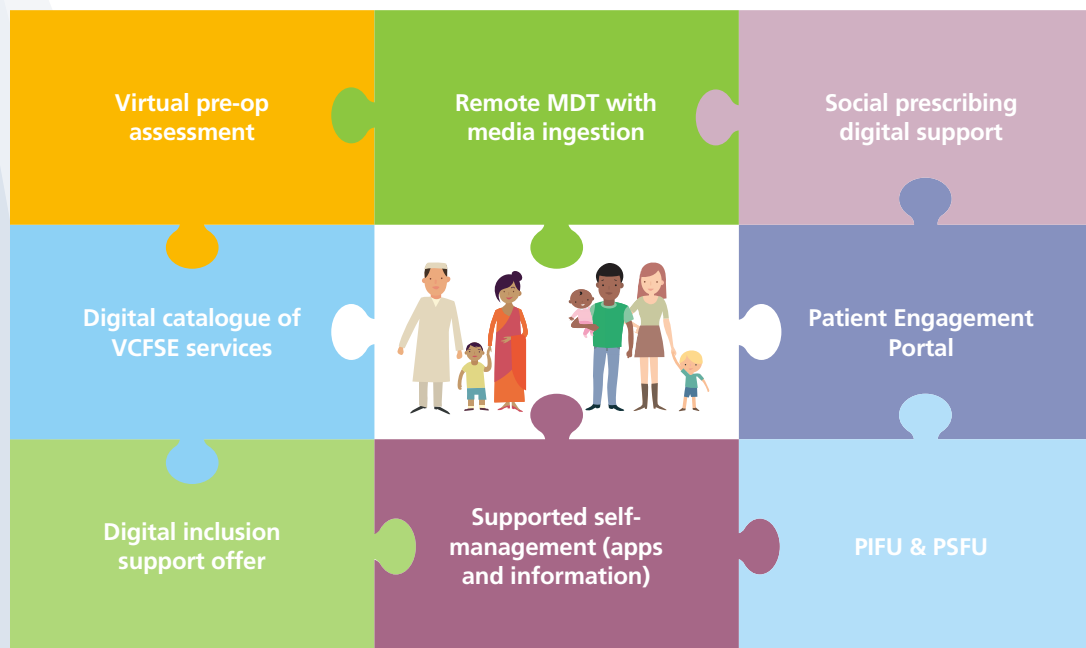 Virtual pre-op
assessment
Remote MDT with
media ingestion
Social prescribing
digital support
Digital catalogue of
VCFSE services
Patient Engagement
Portal
Digital inclusion
support offer
Supported self-
management (apps
and information)
PIFU & PSFU